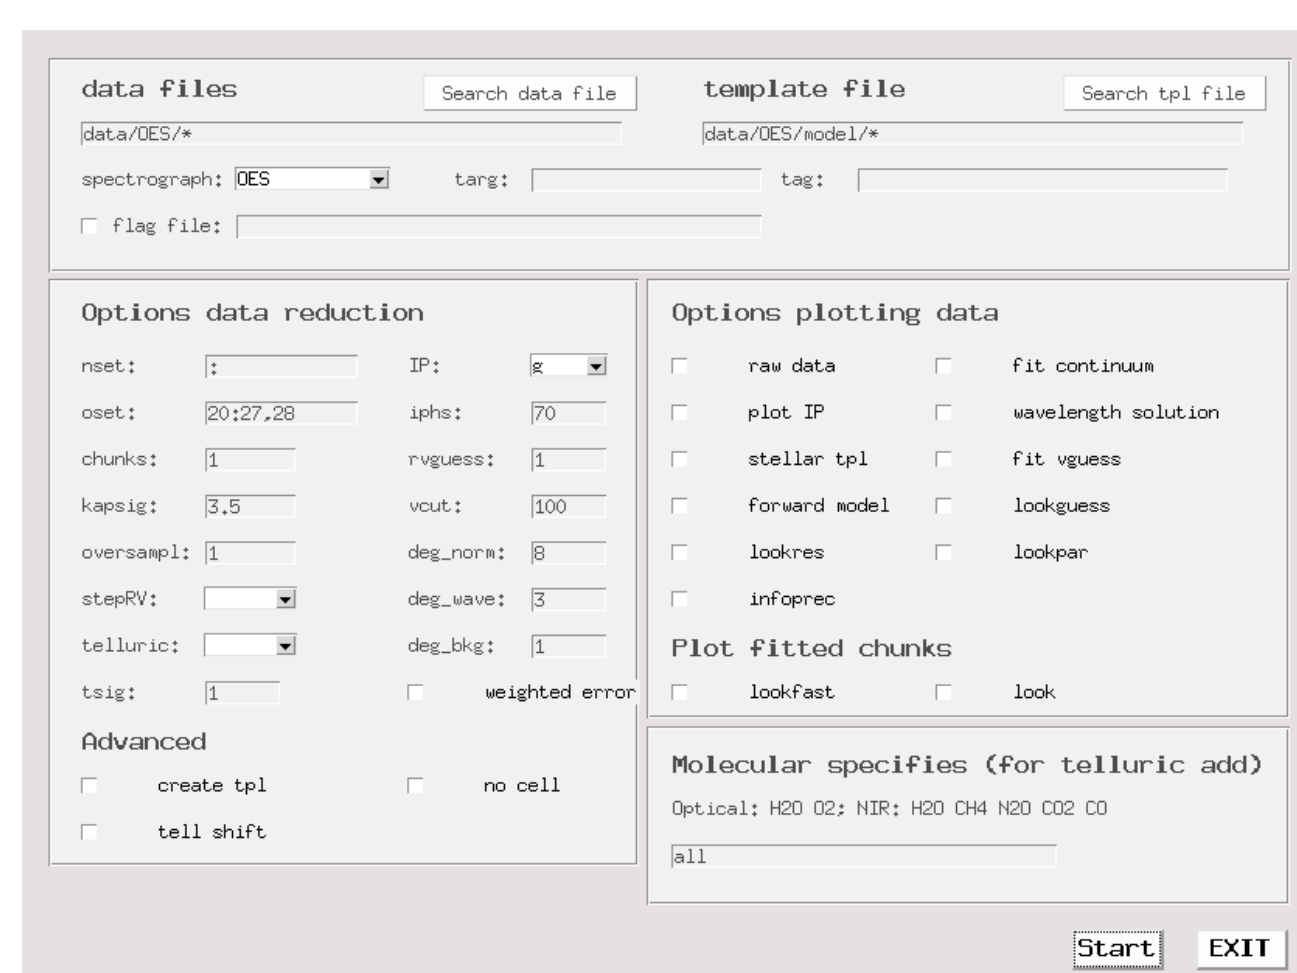 data files Search data file template file Search tpl file
data/OES/* data/OES/model/*
spectrograph: OES targ: tag:
flag file:
Options data reduction Options plotting data
nset: : IP: g raw data fit continuum
oset: 20:27,28 iphs: 70 plot IP wavelength solution
chunks: 1 rvguess: 1 stellar tpl fit vguess
kapsig: 3.5 vcut: 100 forward model lookguess
oversampl: 1 deg_norm: 8 lookres lookpar
stepRV: deg_wave: 3 infoprec
telluric: deg_bkg: 1 Plot fitted chunks
tsig: 1 weighted error lookfast look
Advanced
Molecular specifies (for telluric add)
create tpl no cell
Optical: H2O O2; NIR: H2O CH4 N2O CO2 CO
tell shift
all
Start EXIT